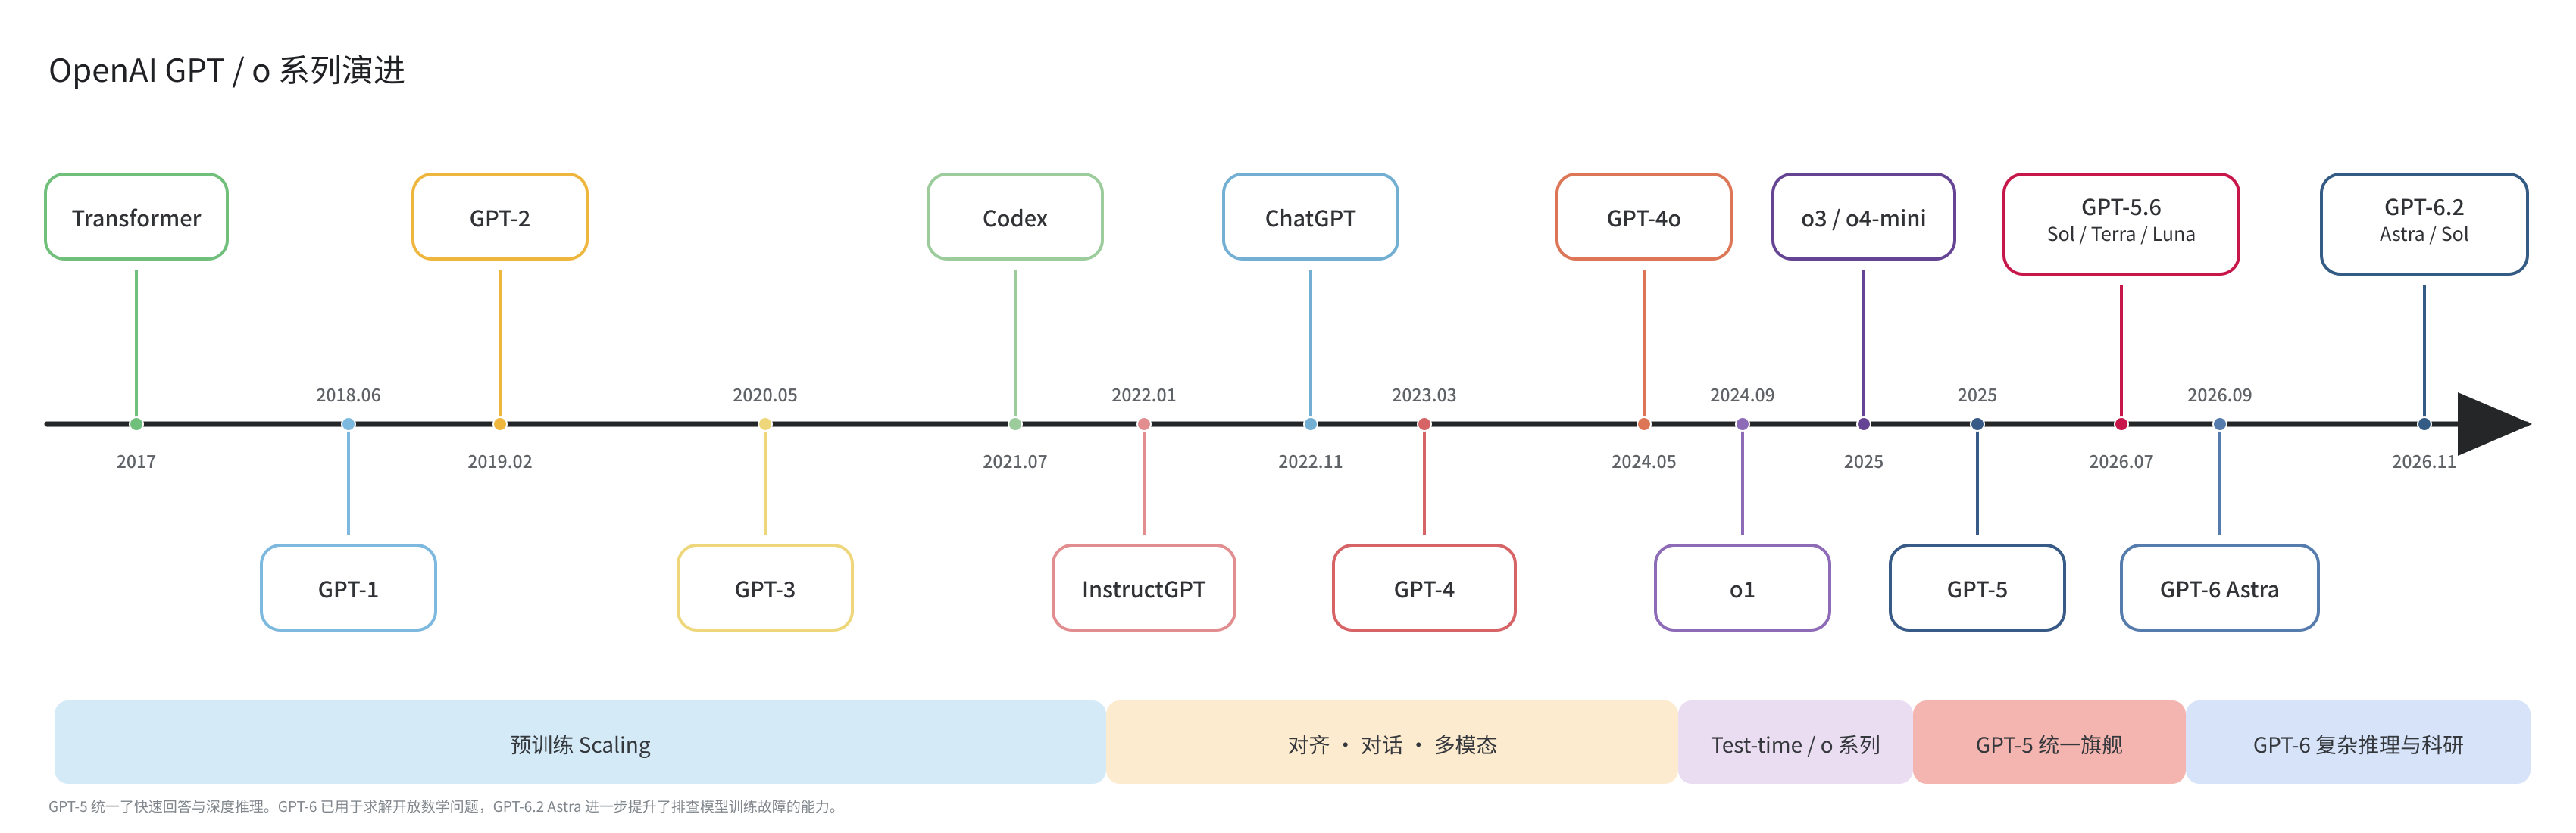 OpenAI GPT / o 系列演进
Transformer
GPT-2
Codex
ChatGPT
GPT-4o
o3 / o4-mini
GPT-5.6
Sol / Terra / Luna
GPT-6.2
Astra / Sol
2018.06
2020.05
2022.01
2023.03
2024.09
2025
2026.09
2017
2019.02
2021.07
2022.11
2024.05
2025
2026.07
2026.11
GPT-1
GPT-3
InstructGPT
GPT-4
o1
GPT-5
GPT-6 Astra
预训练 Scaling
对齐 · 对话 · 多模态
Test-time / o 系列
GPT-5 统一旗舰
GPT-6 复杂推理与科研
GPT-5 统一了快速回答与深度推理。GPT-6 已用于求解开放数学问题，GPT-6.2 Astra 进一步提升了排查模型训练故障的能力。